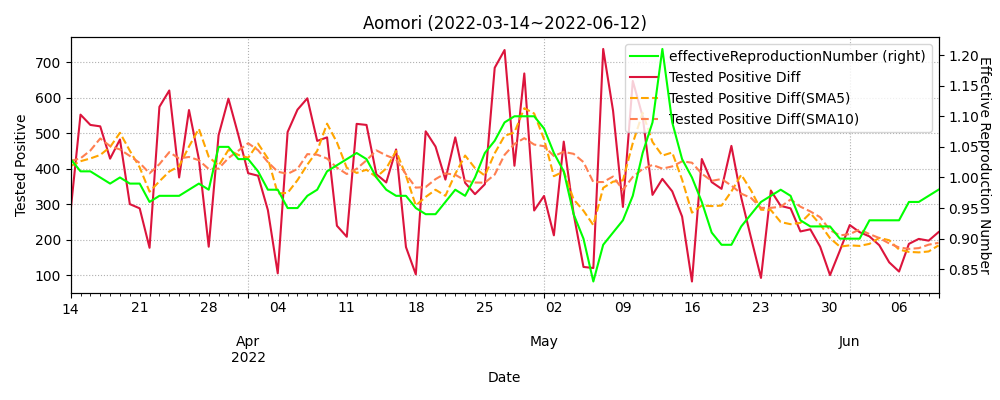 Aomori (2022-03-14~2022-06-12)
effectiveReproductionNumber (right)
Tested Positive Diff
Tested Positive Diff(SMA5)
Tested Positive Diff(SMA10)
Tested Positive
700
600
500
400
300
200
100
Effective Reproduction Number
1.20
1.15
1.10
1.05
1.00
0.95
0.90
0.85
14 21 28 04 11 18 25 02 09 16 23 30 06
Apr May Jun
2022
Date